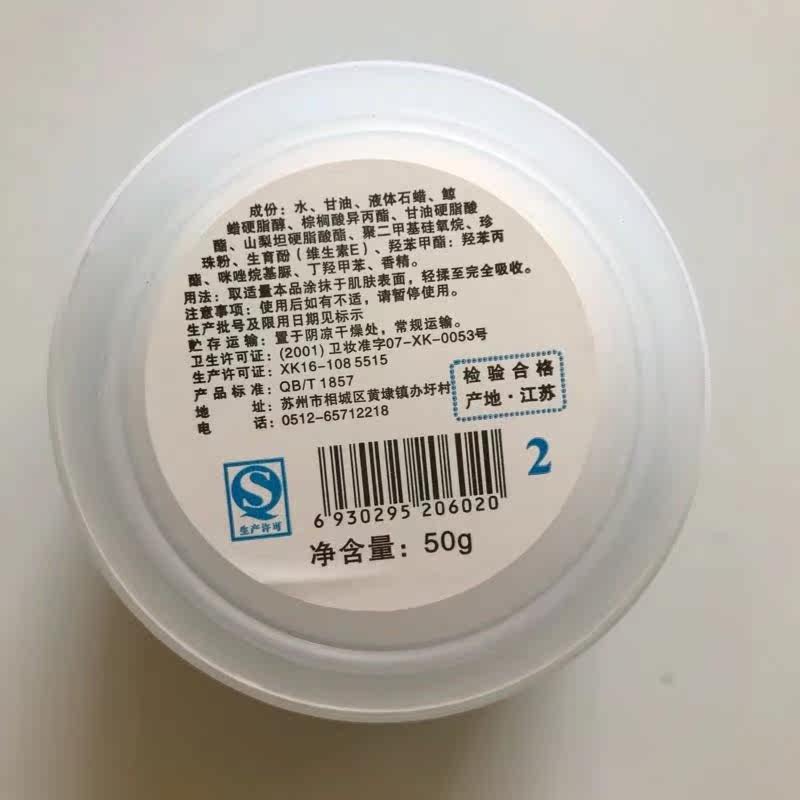 成份：水、甘油、液体石蜡、鲸
蜡硬脂醇、棕榈酸异丙酯、甘油硬脂酸
酯、山梨坦硬脂酸酯、聚二甲基硅氧烷、珍
珠粉、生育酚（维生素E）、羟苯甲酯；羟苯丙
酯、咪唑烷基脲、丁羟甲苯、香精。
用法：取适量本品涂抹于肌肤表面，轻揉至完全吸收。
注意事项：使用后如有不适，请暂停使用。
生产批号及限用日期见标示
贮存运输：置于阴凉干燥处，常规运输。
卫生许可证：(2001) 卫妆准字07-XK-0053号
生产许可证：XK16-108 5515
产品标准：QB/T 1857
地址：苏州市相城区黄埭镇办圩村
电话：0512-65712218
检验合格
产地·江苏
生产许可
2
6 930295 206020
净含量：50g